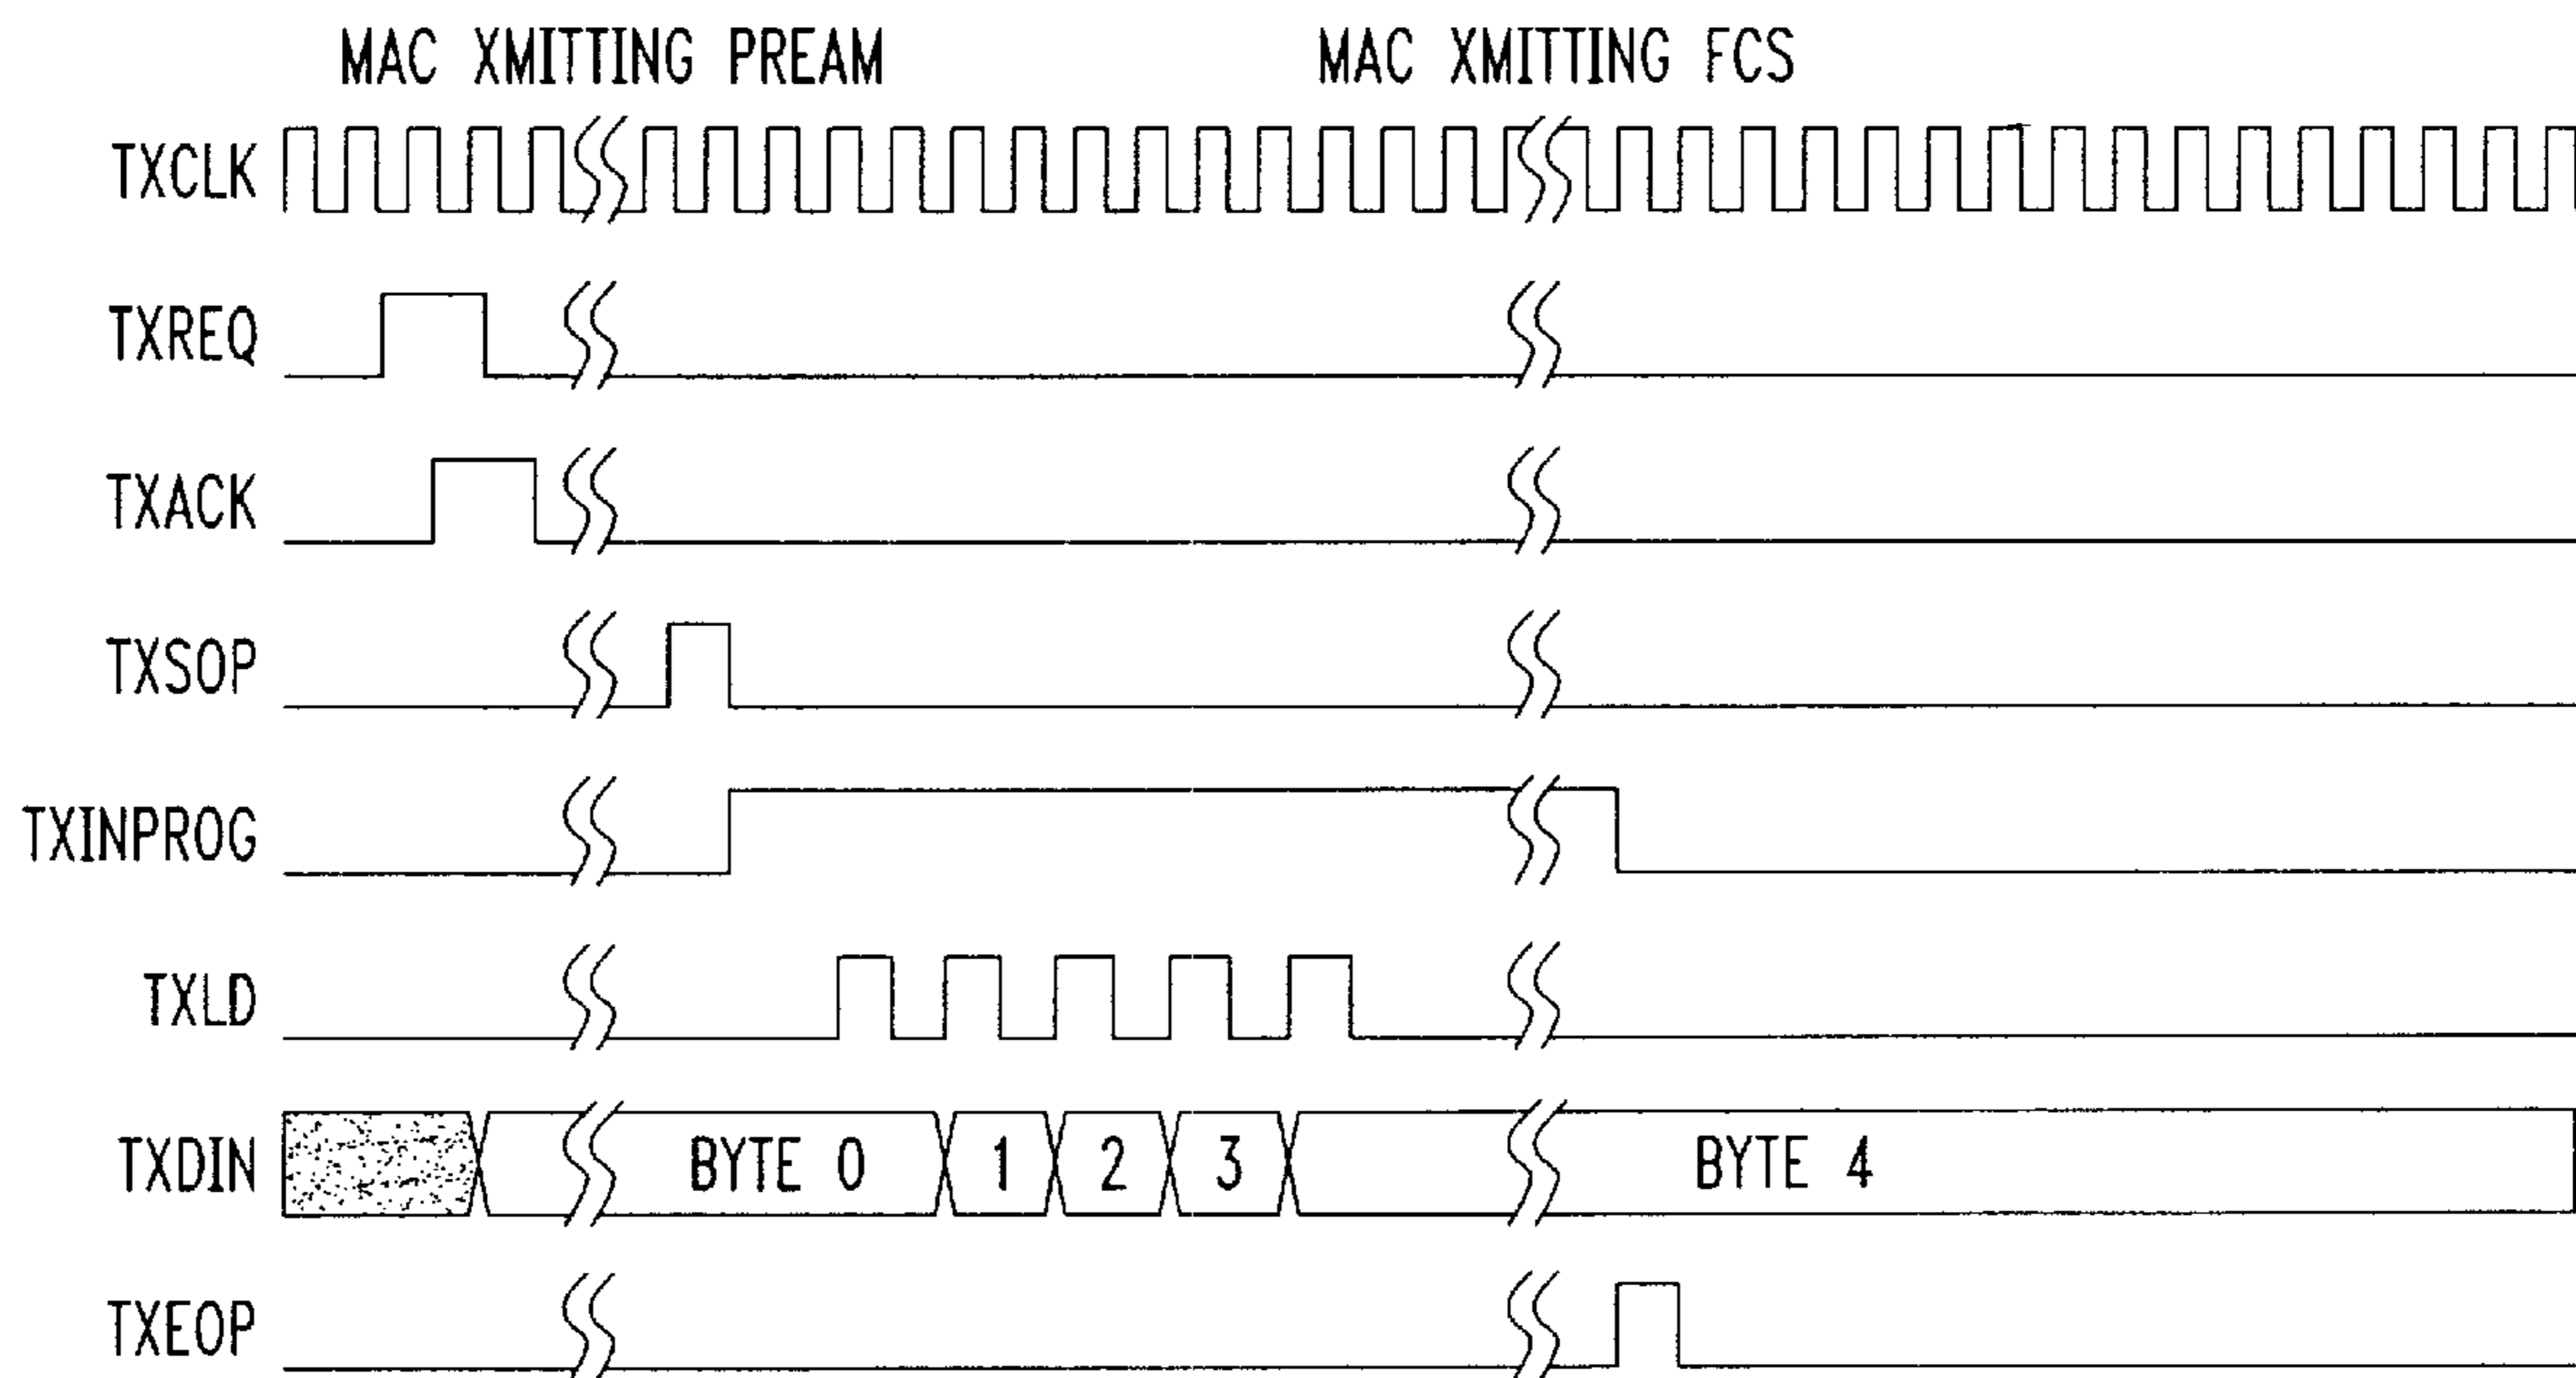 MAC XMITTING PREAM MAC XMITTING FCS
TXCLK
TXREQ
TXACK
TXSOP
TXINPROG
TXLD
TXDIN BYTE 0 1 2 3 BYTE 4
TXEOP